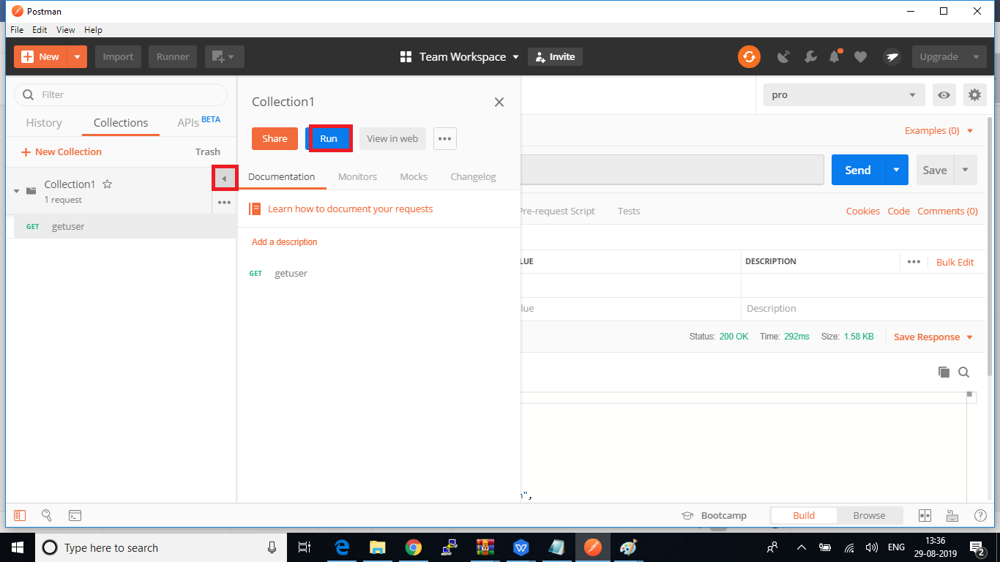 Postman
File Edit View Help
New Import Runner Team Workspace Invite Upgrade
Filter
History Collections APIs BETA
New Collection Trash
Collection1
1 request
GET getuser
Collection1
Share Run View in web
Documentation Monitors Mocks Changelog
Learn how to document your requests
Add a description
GET getuser
pro
Examples (0)
Send Save
Pre-request Script Tests Cookies Code Comments (0)
LUE DESCRIPTION Bulk Edit
lue Description
Status: 200 OK Time: 292ms Size: 1.58 KB Save Response
",
Bootcamp Build Browse
Type here to search
ENG
13:36
29-08-2019
2